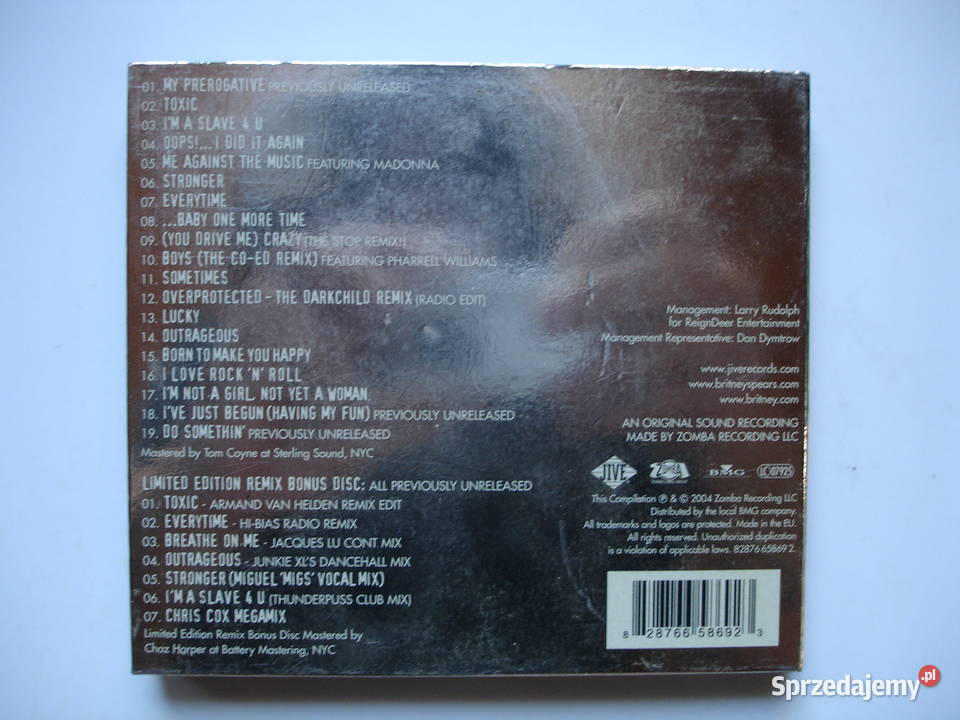 01. MY PREROGATIVE PREVIOUSLY UNRELEASED
02. TOXIC
03. I'M A SLAVE 4 U
04. OOPS!... I DID IT AGAIN
05. ME AGAINST THE MUSIC FEATURING MADONNA
06. STRONGER
07. EVERYTIME
08. ...BABY ONE MORE TIME
09. (YOU DRIVE ME) CRAZY (THE STOP REMIX!)
10. BOYS (THE CO-ED REMIX) FEATURING PHARRELL WILLIAMS
11. SOMETIMES
12. OVERPROTECTED - THE DARKCHILD REMIX (RADIO EDIT)
13. LUCKY
14. OUTRAGEOUS
15. BORN TO MAKE YOU HAPPY
16. I LOVE ROCK 'N' ROLL
17. I'M NOT A GIRL, NOT YET A WOMAN
18. I'VE JUST BEGUN (HAVING MY FUN) PREVIOUSLY UNRELEASED
19. DO SOMETHIN' PREVIOUSLY UNRELEASED
Mastered by Tom Coyne at Sterling Sound, NYC
LIMITED EDITION REMIX BONUS DISC: ALL PREVIOUSLY UNRELEASED
01. TOXIC - ARMAND VAN HELDEN REMIX EDIT
02. EVERYTIME - HI-BIAS RADIO REMIX
03. BREATHE ON ME - JACQUES LU CONT MIX
04. OUTRAGEOUS - JUNKIE XL'S DANCEHALL MIX
05. STRONGER (MIGUEL 'MIGS' VOCAL MIX)
06. I'M A SLAVE 4 U (THUNDERPUSS CLUB MIX)
07. CHRIS COX MEGAMIX
Limited Edition Remix Bonus Disc Mastered by
Chaz Harper at Battery Mastering, NYC
Management: Larry Rudolph
for ReignDeer Entertainment
Management Representative: Dan Dymtrow
www.jiverecords.com
www.britneyspears.com
www.britney.com
AN ORIGINAL SOUND RECORDING
MADE BY ZOMBA RECORDING LLC
JIVE ZOMBA BMG LC 07925
This Compilation ℗ & © 2004 Zomba Recording LLC
Distributed by the local BMG company.
All trademarks and logos are protected. Made in the EU.
All rights reserved. Unauthorized duplication
is a violation of applicable laws. 82876 65869 2.
8 28766 58692 3
Sprzedajemy.pl